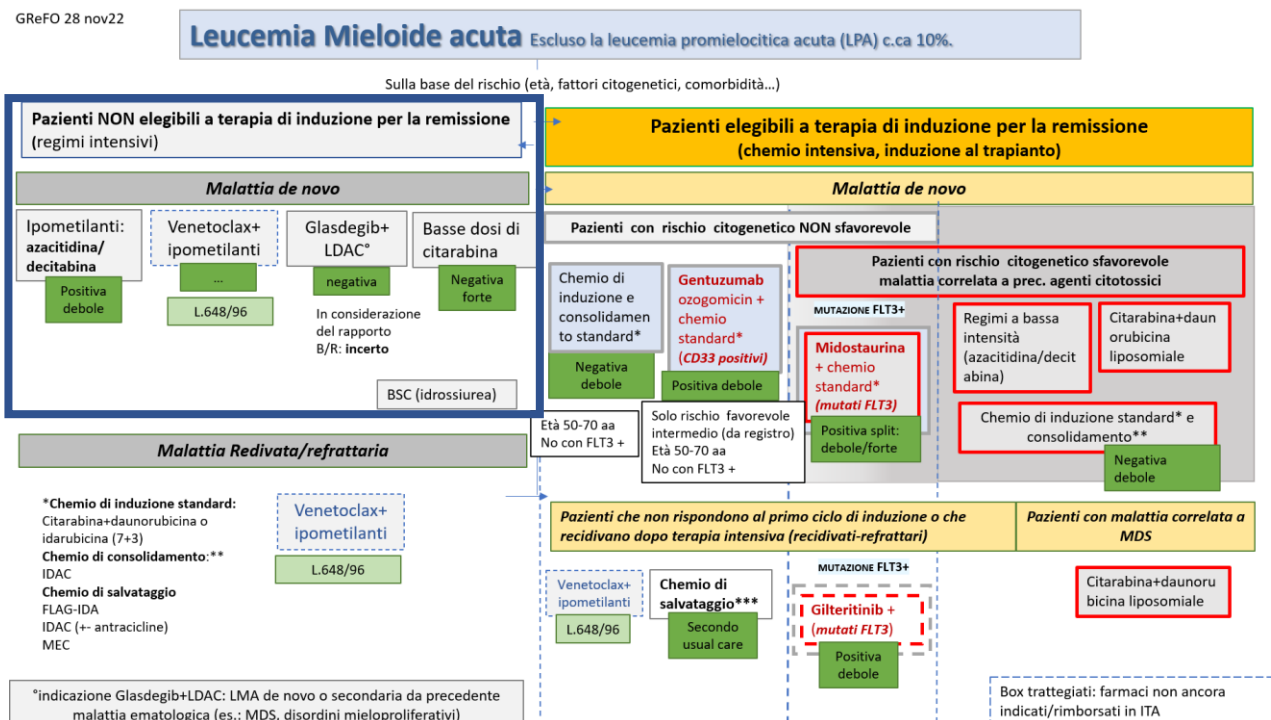 GReFO 28 nov22
Leucemia Mieloide acuta Escluso la leucemia promielocitica acuta (LPA) c.ca 10%.
Sulla base del rischio (età, fattori citogenetici, comorbidità...)
Pazienti NON elegibili a terapia di induzione per la remissione
(regimi intensivi)
Malattia de novo
Ipometilanti:
azacitidina/
decitabina
Positiva
debole
Venetoclax+
ipometilanti
...
L.648/96
Glasdegib+
LDAC°
negativa
In considerazione
del rapporto
B/R: incerto
Basse dosi di
citarabina
Negativa
forte
BSC (idrossiurea)
Malattia Redivata/refrattaria
*Chemio di induzione standard:
Citarabina+daunorubicina o
idarubicina (7+3)
Chemio di consolidamento:**
IDAC
Chemio di salvataggio
FLAG-IDA
IDAC (+- antracicline)
MEC
Venetoclax+
ipometilanti
L.648/96
°indicazione Glasdegib+LDAC: LMA de novo o secondaria da precedente
malattia ematologica (es.: MDS, disordini mieloproliferativi)
Pazienti elegibili a terapia di induzione per la remissione
(chemio intensiva, induzione al trapianto)
Malattia de novo
Pazienti con rischio citogenetico NON sfavorevole
Chemio di
induzione e
consolidamen
to standard*
Negativa
debole
Età 50-70 aa
No con FLT3 +
Gentuzumab
ozogomicin +
chemio
standard*
(CD33 positivi)
Positiva debole
Solo rischio favorevole
intermedio (da registro)
Età 50-70 aa
No con FLT3 +
Pazienti con rischio citogenetico sfavorevole
malattia correlata a prec. agenti citotossici
MUTAZIONE FLT3+
Midostaurina
+ chemio
standard*
(mutati FLT3)
Positiva split:
debole/forte
Regimi a bassa
intensità
(azacitidina/decit
abina)
Citarabina+daun
orubicina
liposomiale
Chemio di induzione standard* e
consolidamento**
Negativa
debole
Pazienti che non rispondono al primo ciclo di induzione o che
recidivano dopo terapia intensiva (recidivati-refrattari)
Pazienti con malattia correlata a
MDS
Venetoclax+
ipometilanti
L.648/96
Chemio di
salvataggio***
Secondo
usual care
MUTAZIONE FLT3+
Gilteritinib +
(mutati FLT3)
Positiva
debole
Citarabina+daunoru
bicina liposomiale
Box trattegiati: farmaci non ancora
indicati/rimborsati in ITA